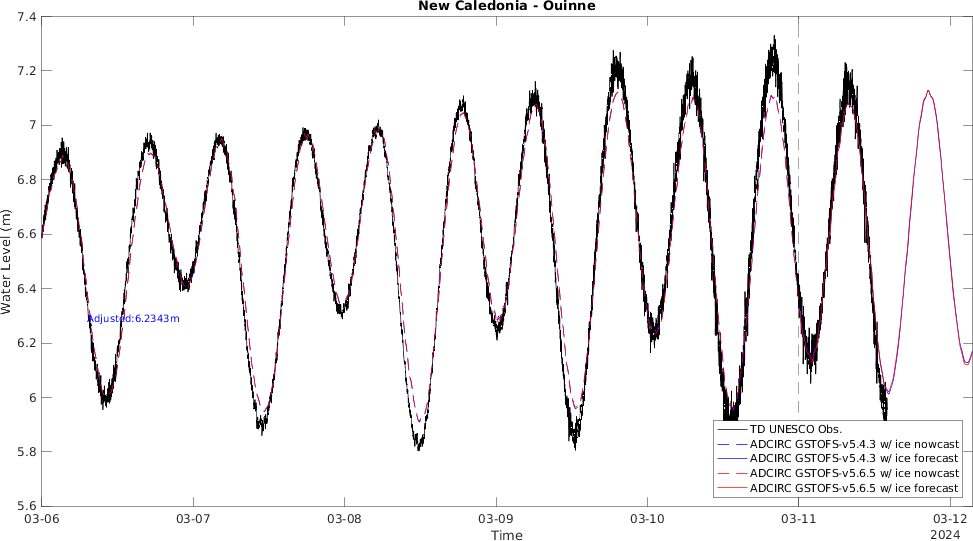 New Caledonia - Ouinne
7.4
7.2
7
6.8
6.6
6.4
6.2
6
5.8
5.6
Water Level (m)
Adjusted:6.2343m
TD UNESCO Obs.
ADCIRC GSTOFS-v5.4.3 w/ ice nowcast
ADCIRC GSTOFS-v5.4.3 w/ ice forecast
ADCIRC GSTOFS-v5.6.5 w/ ice nowcast
ADCIRC GSTOFS-v5.6.5 w/ ice forecast
03-06 03-07 03-08 03-09 03-10 03-11 03-12
2024
Time